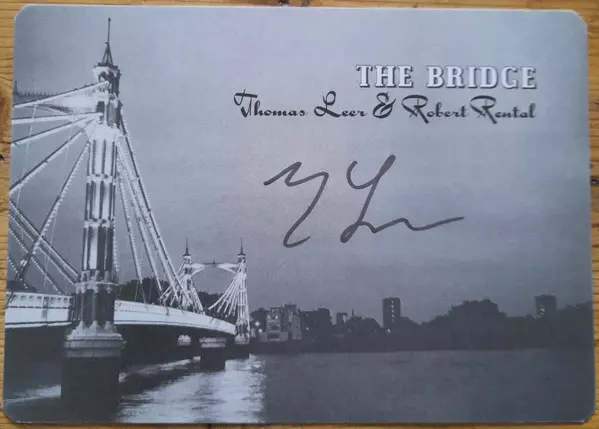 THE BRIDGE
Thomas Leer & Robert Rental